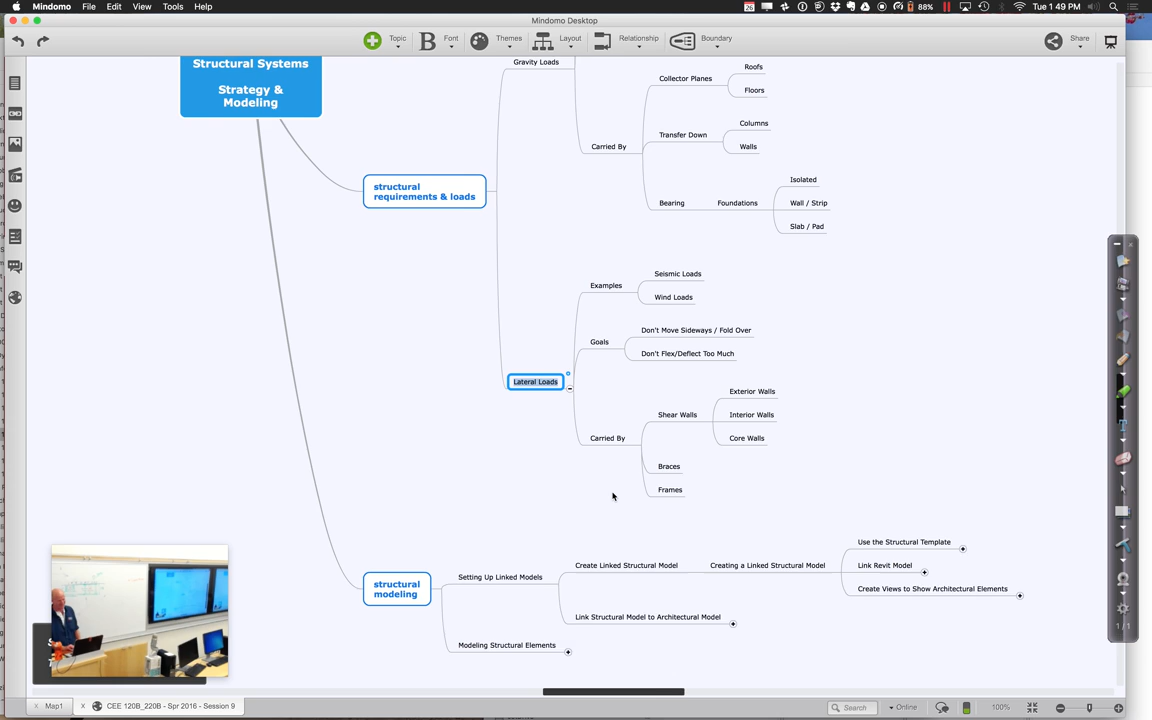 Mindomo File Edit View Tools Help
26 88% Tue 1 49 PM
Mindomo Desktop
Topic Font Themes Layout Relationship Boundary Share
Structural Systems
Strategy &
Modeling
structural
requirements & loads
Gravity Loads
Carried By
Collector Planes
Roofs
Floors
Transfer Down
Columns
Walls
Bearing
Foundations
Isolated
Wall / Strip
Slab / Pad
Lateral Loads
Examples
Seismic Loads
Wind Loads
Goals
Don't Move Sideways / Fold Over
Don't Flex/Deflect Too Much
Carried By
Shear Walls
Exterior Walls
Interior Walls
Core Walls
Braces
Frames
structural
modeling
Setting Up Linked Models
Create Linked Structural Model
Creating a Linked Structural Model
Use the Structural Template
Link Revit Model
Create Views to Show Architectural Elements
Link Structural Model to Architectural Model
Modeling Structural Elements
1 / 1
Map1
CEE 120B_220B - Spr 2016 - Session 9
Search
Online
100%